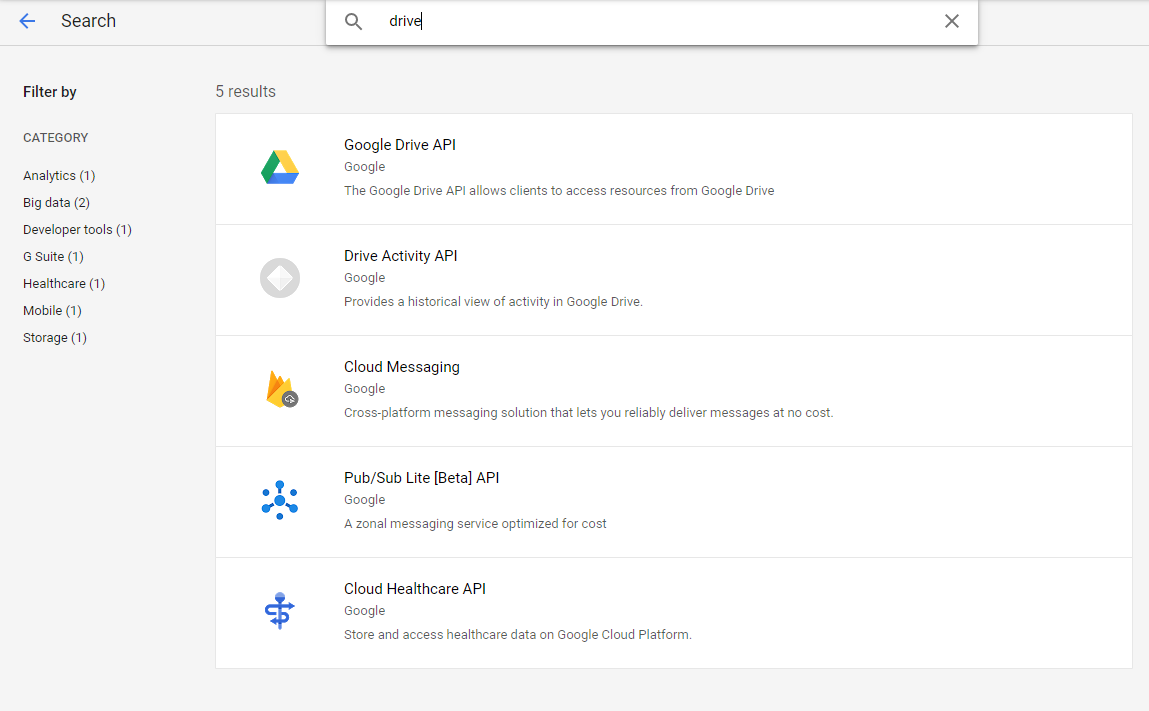 Search
drive
Filter by
CATEGORY
Analytics (1)
Big data (2)
Developer tools (1)
G Suite (1)
Healthcare (1)
Mobile (1)
Storage (1)
5 results
Google Drive API
Google
The Google Drive API allows clients to access resources from Google Drive
Drive Activity API
Google
Provides a historical view of activity in Google Drive.
Cloud Messaging
Google
Cross-platform messaging solution that lets you reliably deliver messages at no cost.
Pub/Sub Lite [Beta] API
Google
A zonal messaging service optimized for cost
Cloud Healthcare API
Google
Store and access healthcare data on Google Cloud Platform.